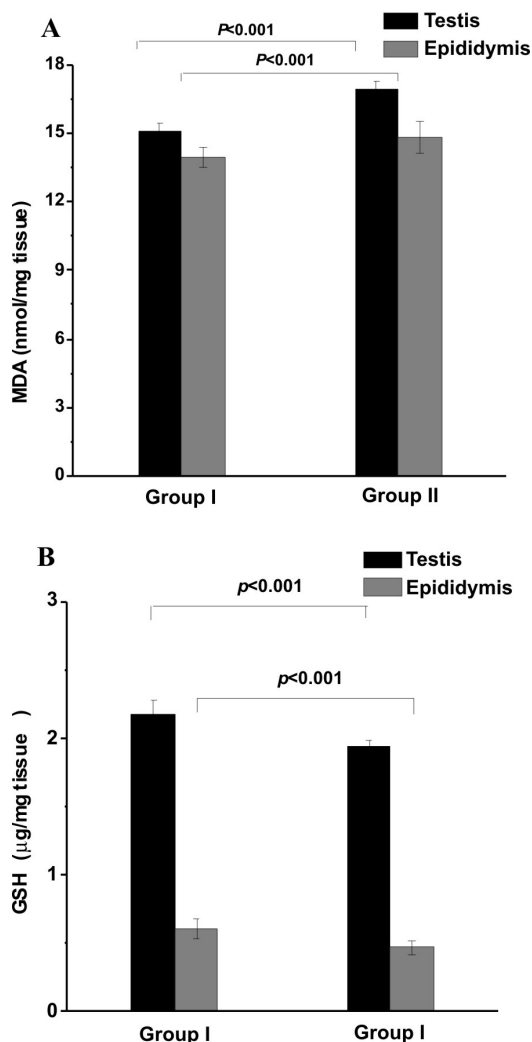 A
Testis
Epididymis
P<0.001
P<0.001
18
15
12
9
6
3
0
MDA (nmol/mg tissue)
Group I
Group II
B
Testis
Epididymis
p<0.001
p<0.001
3
2
1
0
GSH (μg/mg tissue )
Group I
Group I